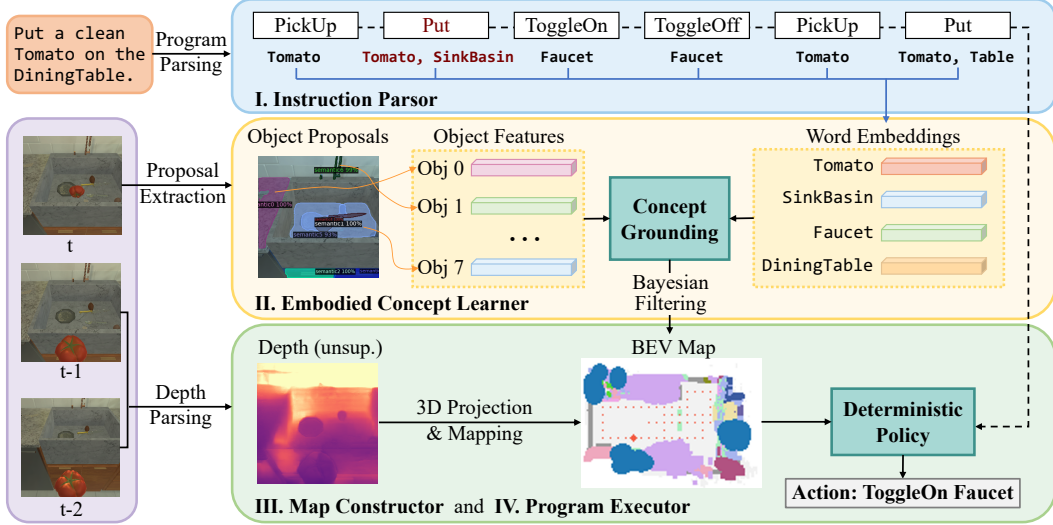 Put a clean
Tomato on the
DiningTable.
Program
Parsing
PickUp
Put
ToggleOn
ToggleOff
PickUp
Put
Tomato
Tomato, SinkBasin
Faucet
Faucet
Tomato
Tomato, Table
I. Instruction Parsor
t
t-1
t-2
Proposal
Extraction
Object Proposals
Object Features
Obj 0
Obj 1
...
Obj 7
Concept
Grounding
Word Embeddings
Tomato
SinkBasin
Faucet
DiningTable
II. Embodied Concept Learner
Bayesian
Filtering
Depth
Parsing
Depth (unsup.)
3D Projection
& Mapping
BEV Map
Deterministic
Policy
Action: ToggleOn Faucet
III. Map Constructor and IV. Program Executor